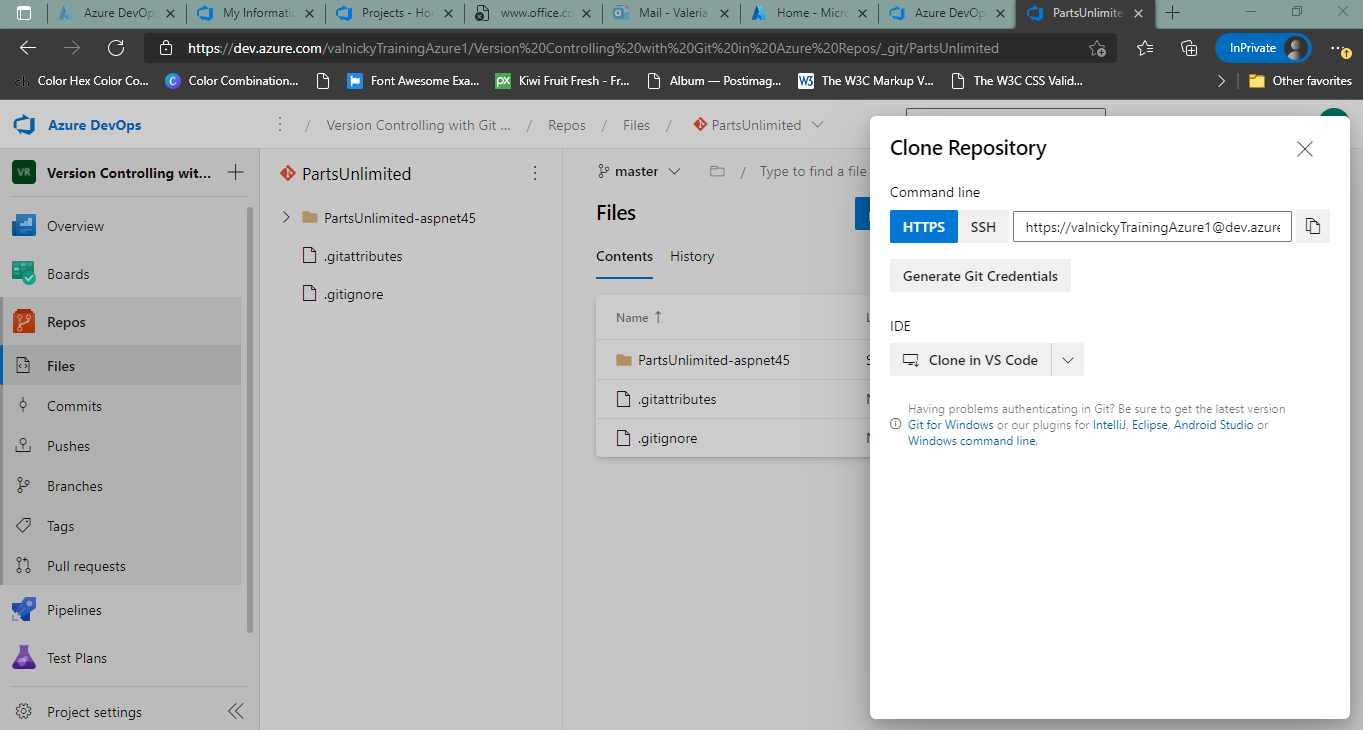 Azure DevOp
My Informatio
Projects - Ho
www.office.co
Mail - Valeria
Home - Micro
Azure DevOp
PartsUnlimite
https://dev.azure.com/valnickyTrainingAzure1/Version%20Controlling%20with%20Git%20in%20Azure%20Repos/_git/PartsUnlimited
InPrivate
ch Color Hex Color Co...
C Color Combination...
Font Awesome Exa...
px Kiwi Fruit Fresh - Fr...
Album — Postimag...
W3 The W3C Markup V...
The W3C CSS Valid...
Other favorites
Azure DevOps
/ Version Controlling with Git ... / Repos / Files / PartsUnlimited
VR Version Controlling wit...
Overview
Boards
Repos
Files
Commits
Pushes
Branches
Tags
Pull requests
Pipelines
Test Plans
Project settings
PartsUnlimited
PartsUnlimited-aspnet45
.gitattributes
.gitignore
master / Type to find a file
Files
Contents History
Name ↑
PartsUnlimited-aspnet45
.gitattributes
.gitignore
Clone Repository
Command line
HTTPS SSH https://valnickyTrainingAzure1@dev.azure
Generate Git Credentials
IDE
Clone in VS Code
Having problems authenticating in Git? Be sure to get the latest version
Git for Windows or our plugins for IntelliJ, Eclipse, Android Studio or
Windows command line.